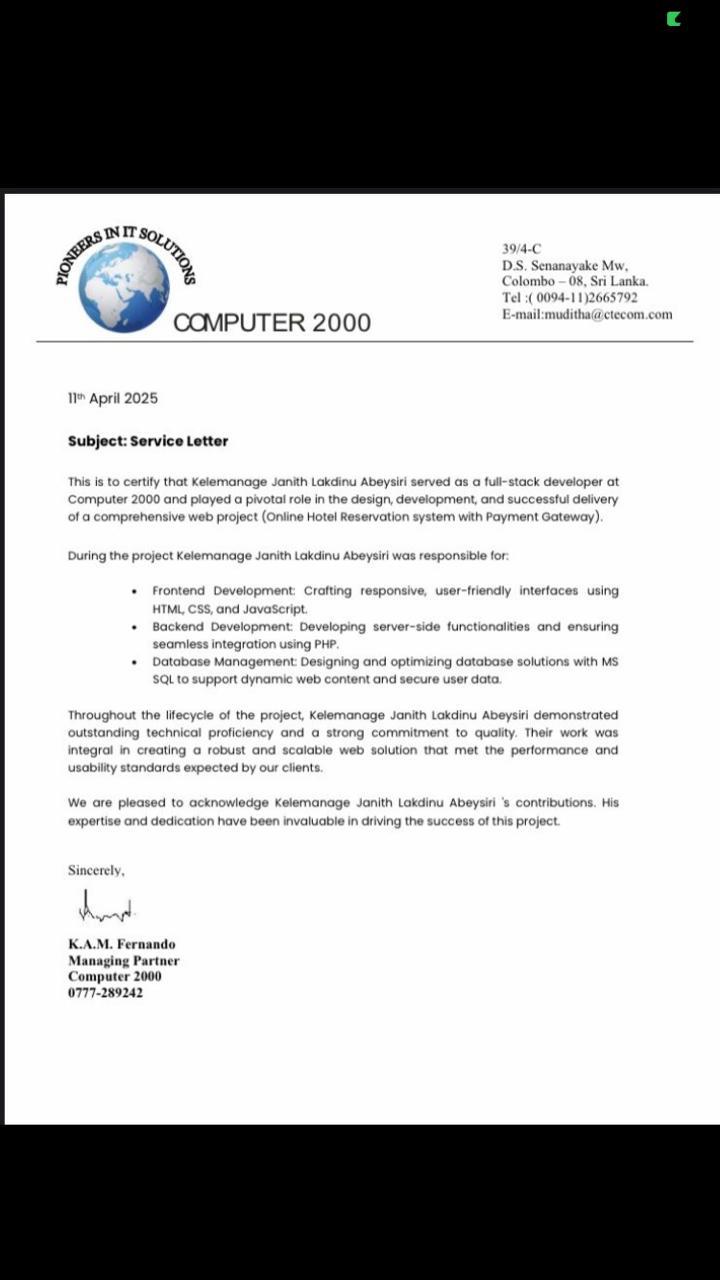 PIONEERS IN IT SOLUTIONS
COMPUTER 2000
39/4-C
D.S. Senanayake Mw,
Colombo – 08, Sri Lanka.
Tel :( 0094-11)2665792
E-mail:muditha@ctecom.com
11th April 2025
Subject: Service Letter
This is to certify that Kelemanage Janith Lakdinu Abeysiri served as a full-stack developer at
Computer 2000 and played a pivotal role in the design, development, and successful delivery
of a comprehensive web project (Online Hotel Reservation system with Payment Gateway).
During the project Kelemanage Janith Lakdinu Abeysiri was responsible for:
• Frontend Development: Crafting responsive, user-friendly interfaces using
HTML, CSS, and JavaScript.
• Backend Development: Developing server-side functionalities and ensuring
seamless integration using PHP.
• Database Management: Designing and optimizing database solutions with MS
SQL to support dynamic web content and secure user data.
Throughout the lifecycle of the project, Kelemanage Janith Lakdinu Abeysiri demonstrated
outstanding technical proficiency and a strong commitment to quality. Their work was
integral in creating a robust and scalable web solution that met the performance and
usability standards expected by our clients.
We are pleased to acknowledge Kelemanage Janith Lakdinu Abeysiri 's contributions. His
expertise and dedication have been invaluable in driving the success of this project.
Sincerely,
K.A.M. Fernando
Managing Partner
Computer 2000
0777-289242